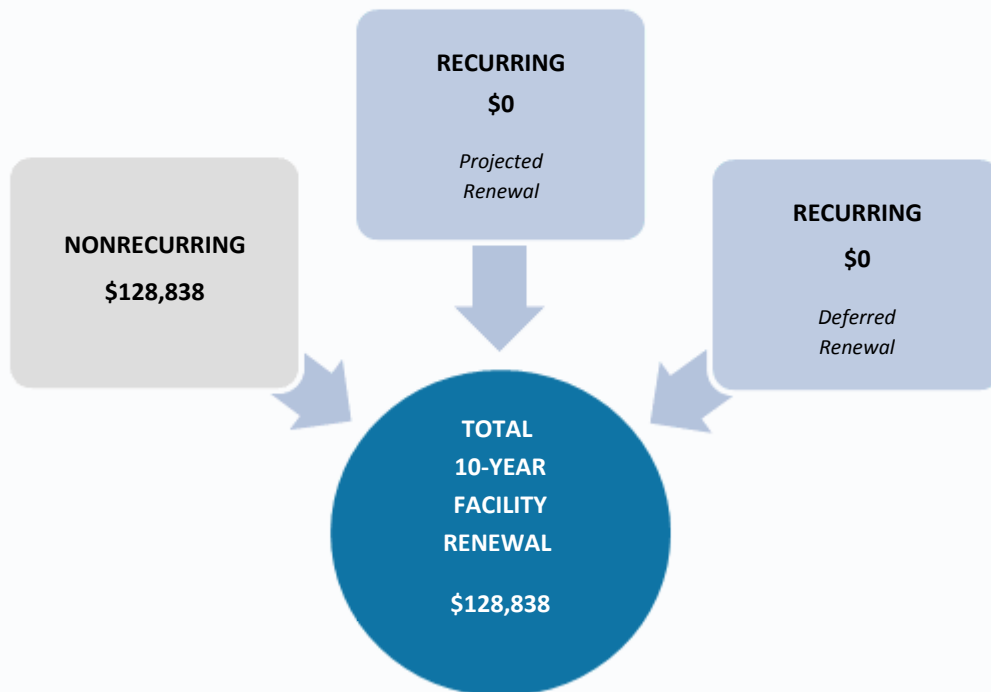 NONRECURRING
$128,838
RECURRING
$0
Projected
Renewal
RECURRING
$0
Deferred
Renewal
TOTAL
10-YEAR
FACILITY
RENEWAL
$128,838